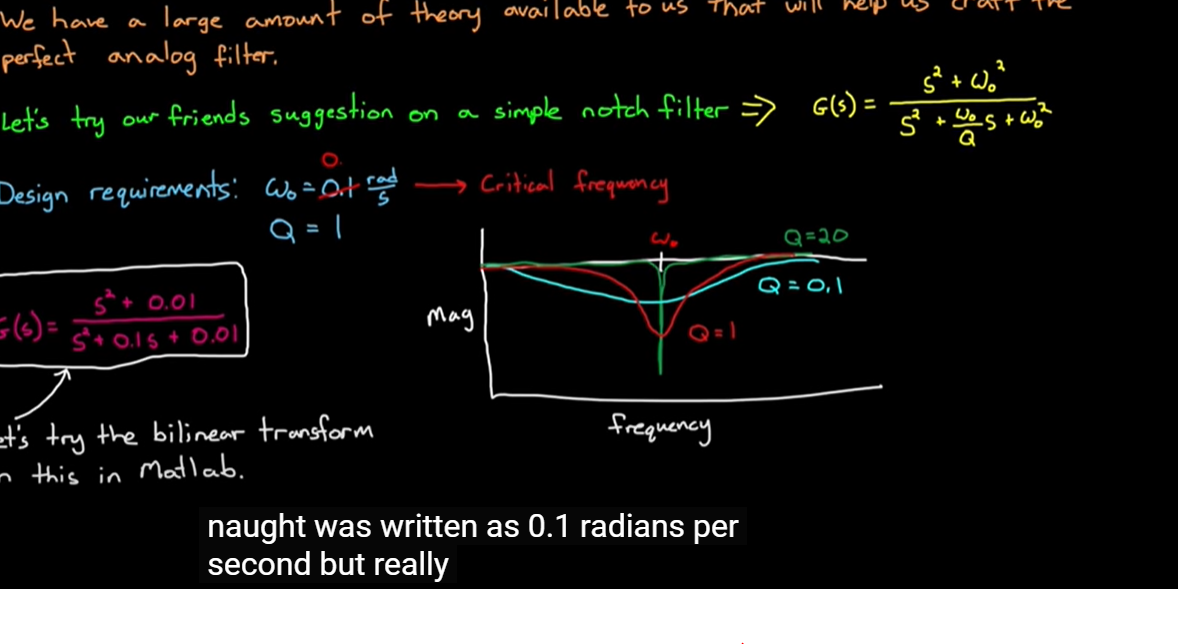 We have a large amount of theory available to us that will help us craft the
perfect analog filter.
Let's try our friends suggestion on a simple notch filter ⇒ G(s) = (s² + ω₀²) / (s² + (ω₀/Q)s + ω₀²)
Design requirements: ω₀ = 0.1 rad/s → Critical frequency
0.
Q = 1
ω₀
Q=20
Q = 0.1
Q=1
Mag
frequency
(s) = (s² + 0.01) / (s² + 0.1s + 0.01)
et's try the bilinear transform
n this in Matlab.
naught was written as 0.1 radians per
second but really